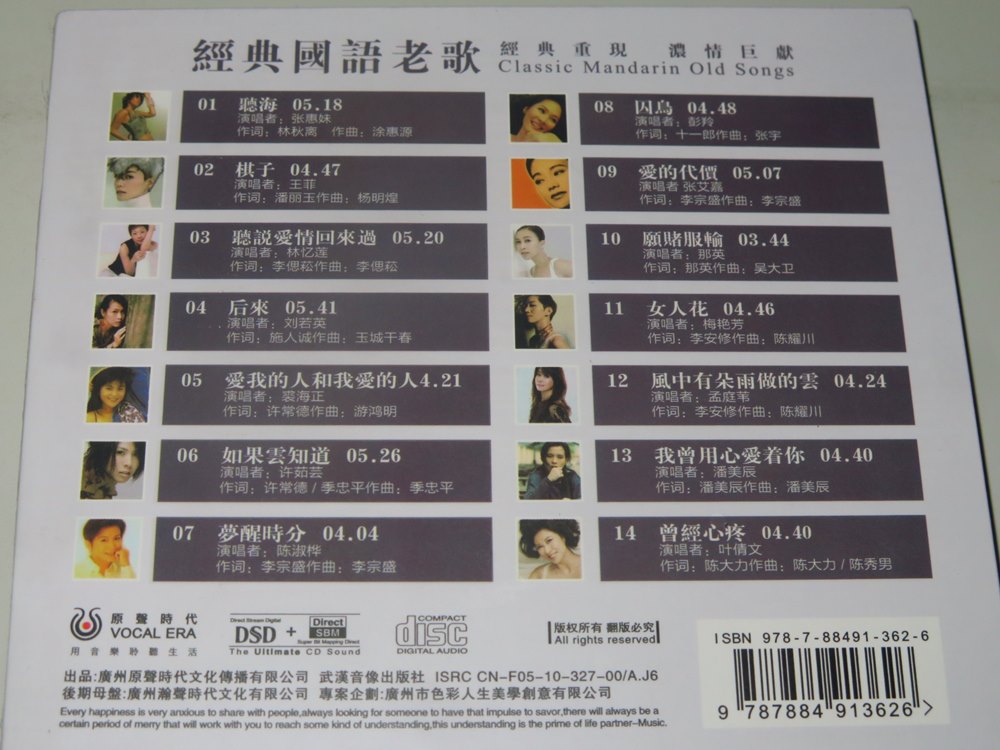 經典國語老歌
經典重現 濃情巨獻
Classic Mandarin Old Songs
01 聽海 05.18
演唱者：张惠妹
作词：林秋离 作曲：涂惠源
02 棋子 04.47
演唱者：王菲
作词：潘丽玉作曲：杨明煌
03 聽説愛情回來過 05.20
演唱者：林忆莲
作词：李偲菘作曲：李偲菘
04 后來 05.41
演唱者：刘若英
作词：施人诚作曲：玉城干春
05 愛我的人和我愛的人4.21
演唱者：裘海正
作词：许常德作曲：游鸿明
06 如果雲知道 05.26
演唱者：许茹芸
作词：许常德/季忠平作曲：季忠平
07 夢醒時分 04.04
演唱者：陈淑桦
作词：李宗盛作曲：李宗盛
08 囚鳥 04.48
演唱者：彭羚
作词：十一郎作曲：张宇
09 愛的代價 05.07
演唱者 张艾嘉
作词：李宗盛作曲：李宗盛
10 願賭服輸 03.44
演唱者：那英
作词：那英作曲：吴大卫
11 女人花 04.46
演唱者：梅艳芳
作词：李安修作曲：陈耀川
12 風中有朵雨做的雲 04.24
演唱者：孟庭苇
作词：李安修作曲：陈耀川
13 我曾用心愛着你 04.40
演唱者：潘美辰
作词：潘美辰作曲：潘美辰
14 曾經心疼 04.40
演唱者：叶倩文
作词：陈大力作曲：陈大力/陈秀男
原聲時代
VOCAL ERA
用音樂聆聽生活
Direct Stream Digital
DSD + Direct SBM
Super Bit Mapping Direct
The Ultimate CD Sound
COMPACT
disc
DIGITAL AUDIO
版权所有 翻版必究
All rights reserved
ISBN 978-7-88491-362-6
9 787884 913626 >
出品：廣州原聲時代文化傳播有限公司 武漢音像出版社 ISRC CN-F05-10-327-00/A.J6
後期母盤：廣州瀚聲時代文化有限公司 專案企劃：廣州市色彩人生美學創意有限公司
Every happiness is very anxious to share with people,always looking for someone to have that impulse to savor,there will always be a
certain period of merry that will work with you to reach some kind of understanding,this understanding is the prime of life partner–Music.